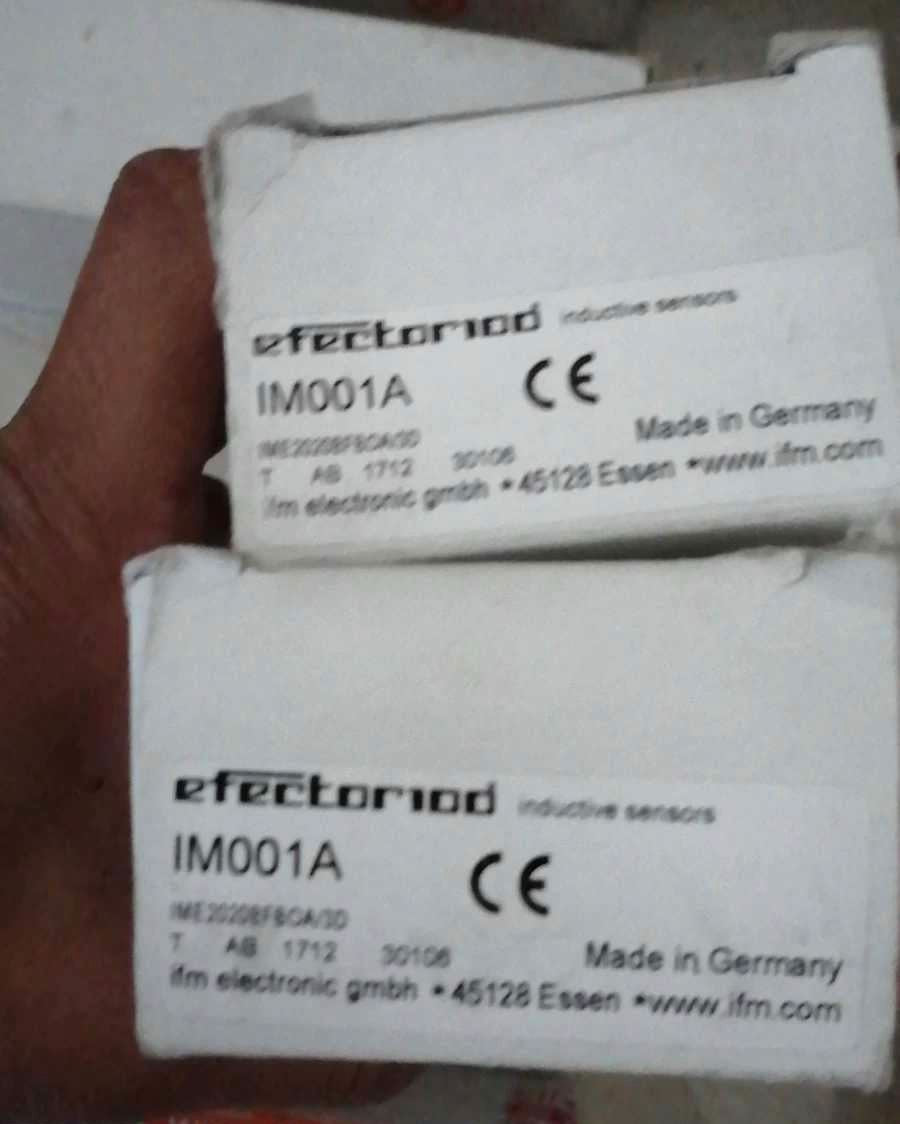 efector100 inductive sensors
IM001A CE
T AB 1712 30106
Made in Germany
ifm electronic gmbh • 45128 Essen • www.ifm.com
efector100 inductive sensors
IM001A CE
T AB 1712 30106
Made in Germany
ifm electronic gmbh • 45128 Essen • www.ifm.com